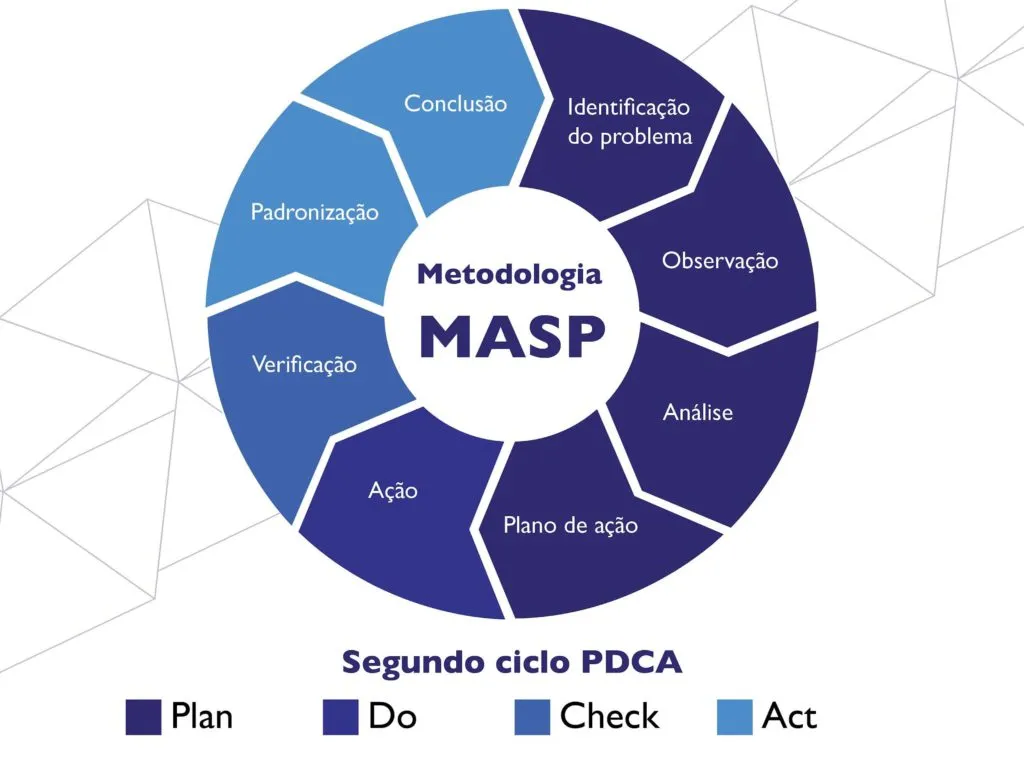 Conclusão
Identificação
do problema
Padronização
Observação
Metodologia
MASP
Verificação
Análise
Ação
Plano de ação
Segundo ciclo PDCA
Plan
Do
Check
Act